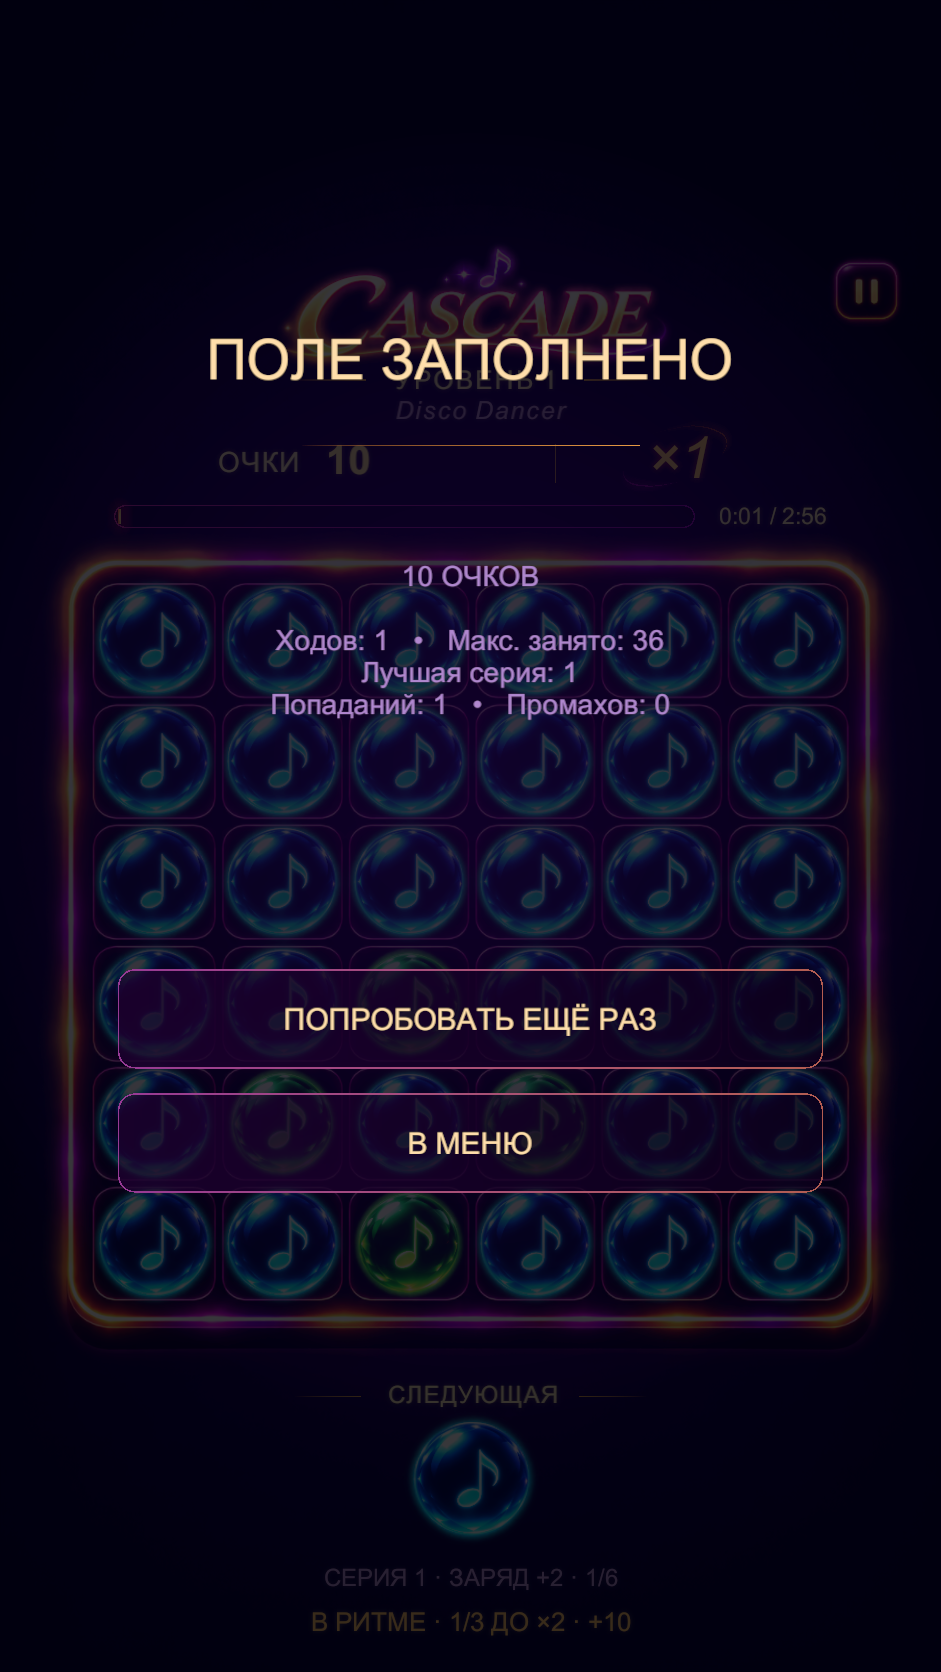 CASCADE
ПОЛЕ ЗАПОЛНЕНО
УРОВЕНЬ 1
Disco Dancer
ОЧКИ 10 ×1
0:01 / 2:56
10 ОЧКОВ
Ходов: 1 • Макс. занято: 36
Лучшая серия: 1
Попаданий: 1 • Промахов: 0
ПОПРОБОВАТЬ ЕЩЁ РАЗ
В МЕНЮ
СЛЕДУЮЩАЯ
СЕРИЯ 1 · ЗАРЯД +2 · 1/6
В РИТМЕ · 1/3 ДО ×2 · +10